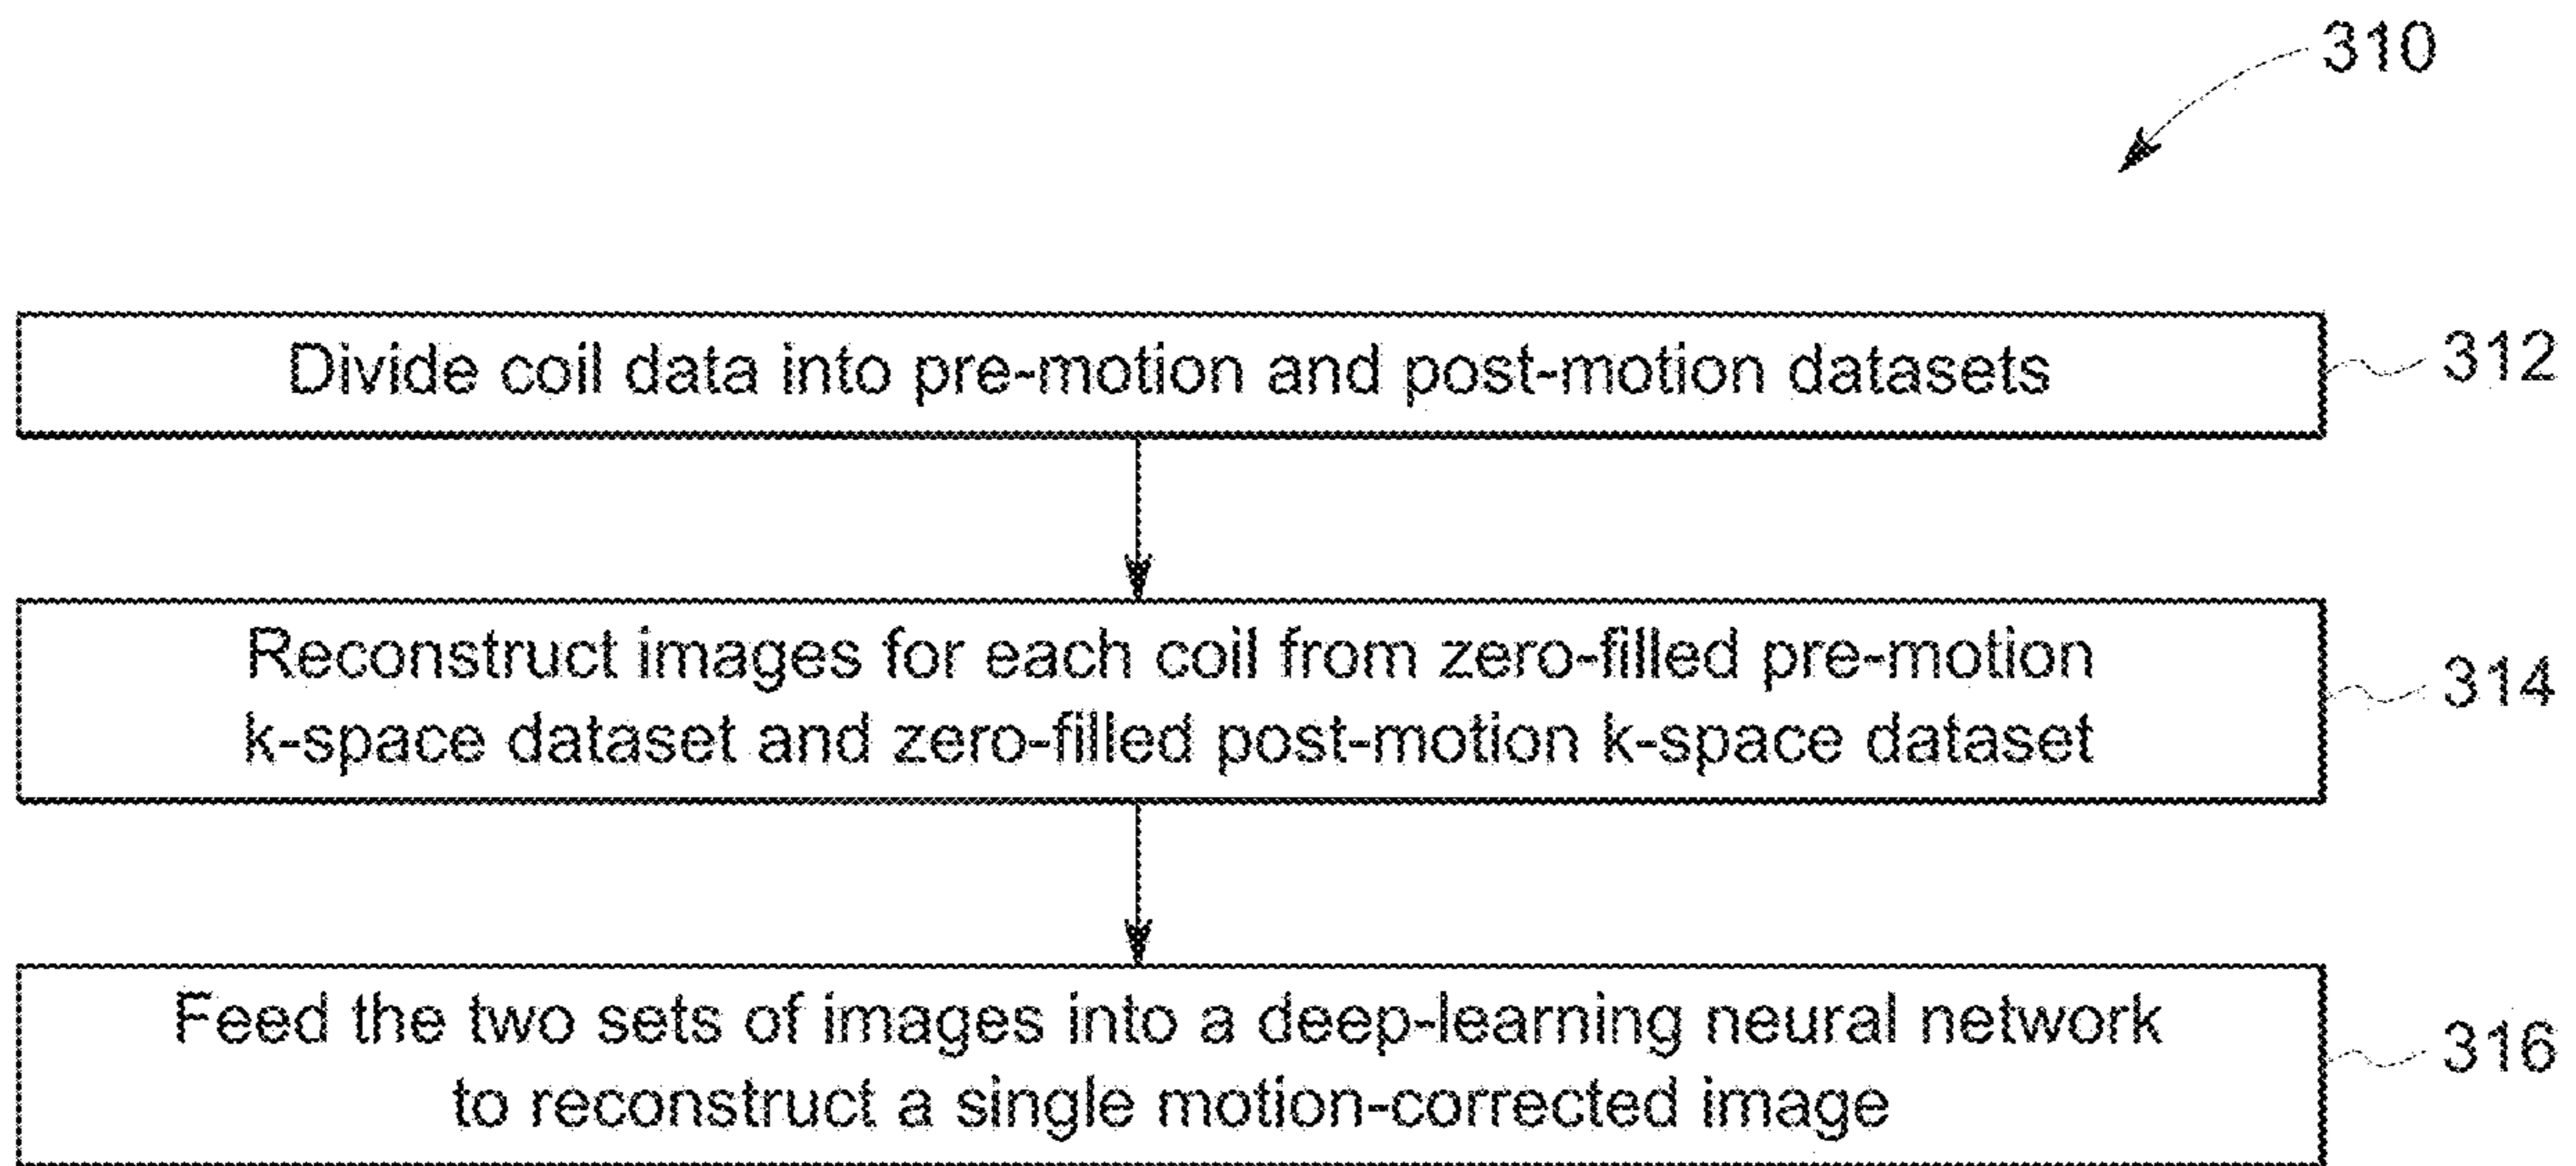 310
Divide coil data into pre-motion and post-motion datasets
312
Reconstruct images for each coil from zero-filled pre-motion
k-space dataset and zero-filled post-motion k-space dataset
314
Feed the two sets of images into a deep-learning neural network
to reconstruct a single motion-corrected image
316